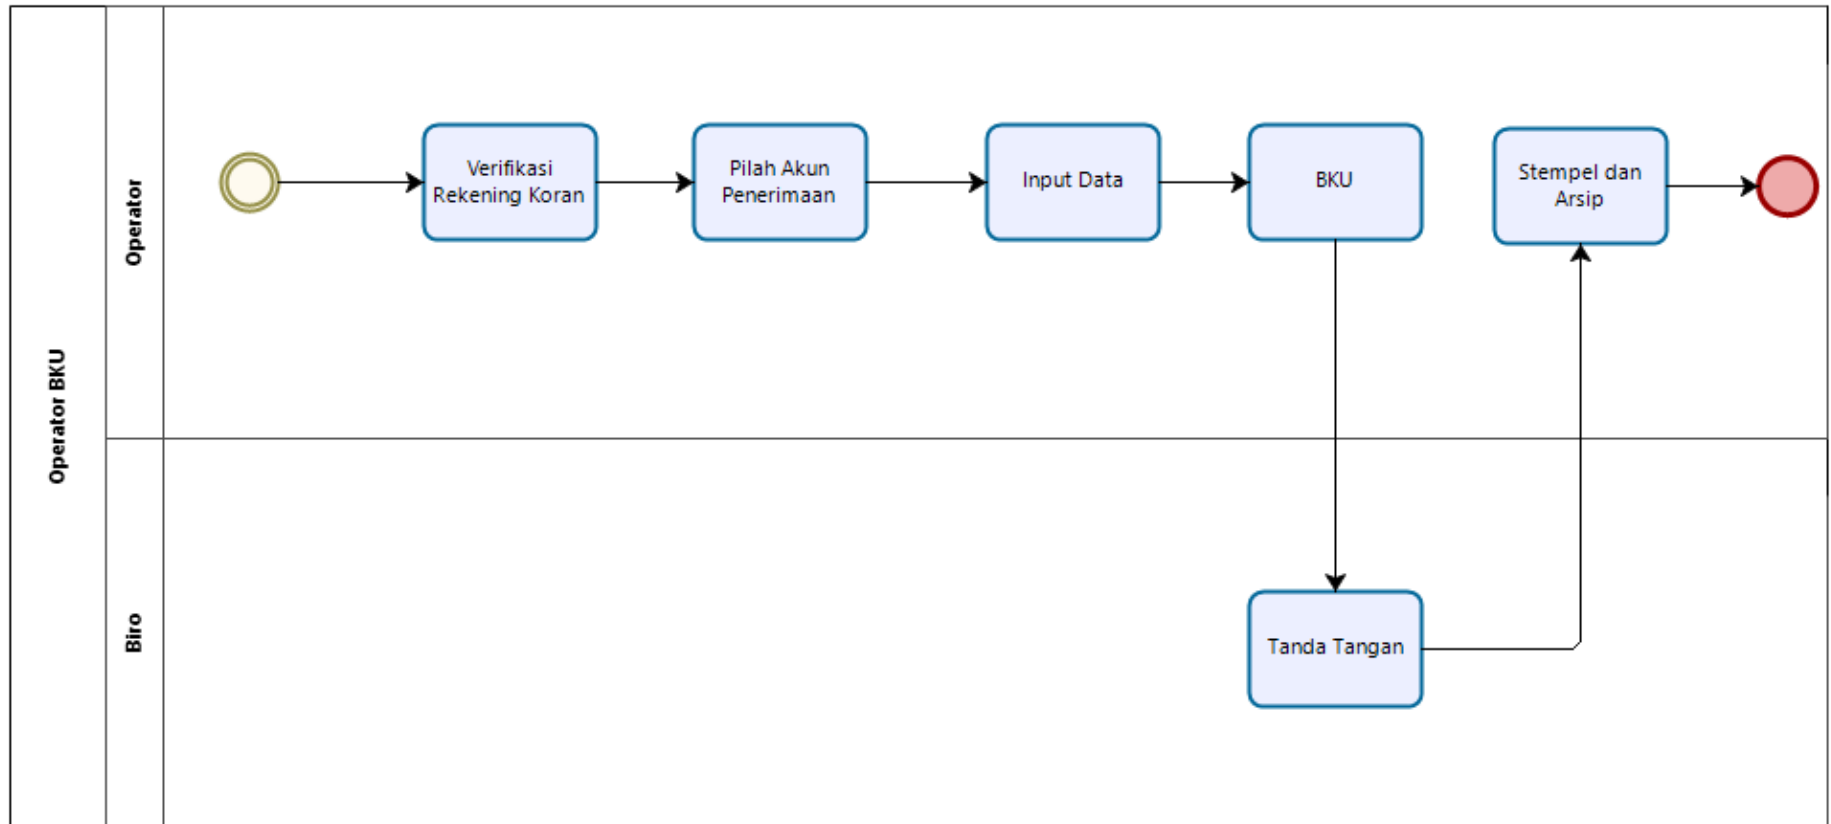 Operator BKU
Operator
Verifikasi
Rekening Koran
Pilah Akun
Penerimaan
Input Data
BKU
Stempel dan
Arsip
Biro
Tanda Tangan